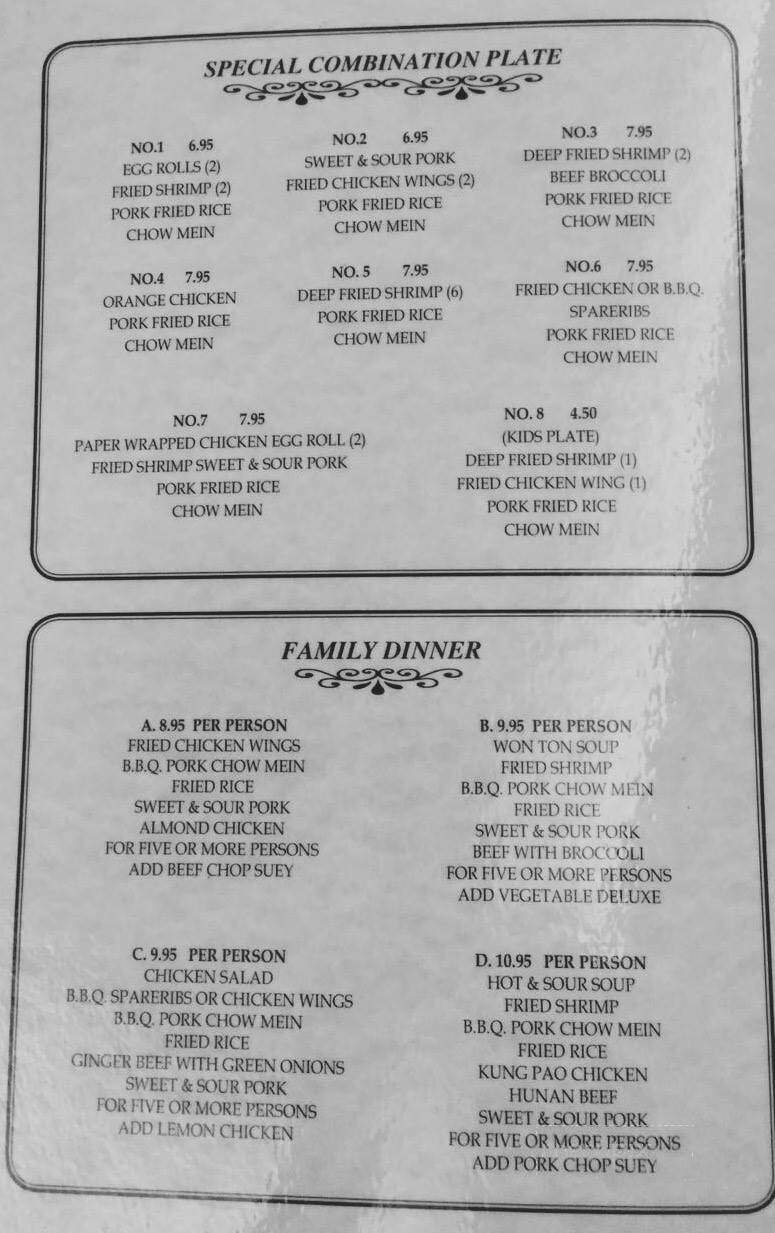 SPECIAL COMBINATION PLATE
NO.1 6.95
EGG ROLLS (2)
FRIED SHRIMP (2)
PORK FRIED RICE
CHOW MEIN
NO.2 6.95
SWEET & SOUR PORK
FRIED CHICKEN WINGS (2)
PORK FRIED RICE
CHOW MEIN
NO.3 7.95
DEEP FRIED SHRIMP (2)
BEEF BROCCOLI
PORK FRIED RICE
CHOW MEIN
NO.4 7.95
ORANGE CHICKEN
PORK FRIED RICE
CHOW MEIN
NO. 5 7.95
DEEP FRIED SHRIMP (6)
PORK FRIED RICE
CHOW MEIN
NO.6 7.95
FRIED CHICKEN OR B.B.Q.
SPARERIBS
PORK FRIED RICE
CHOW MEIN
NO.7 7.95
PAPER WRAPPED CHICKEN EGG ROLL (2)
FRIED SHRIMP SWEET & SOUR PORK
PORK FRIED RICE
CHOW MEIN
NO. 8 4.50
(KIDS PLATE)
DEEP FRIED SHRIMP (1)
FRIED CHICKEN WING (1)
PORK FRIED RICE
CHOW MEIN
FAMILY DINNER
A. 8.95 PER PERSON
FRIED CHICKEN WINGS
B.B.Q. PORK CHOW MEIN
FRIED RICE
SWEET & SOUR PORK
ALMOND CHICKEN
FOR FIVE OR MORE PERSONS
ADD BEEF CHOP SUEY
B. 9.95 PER PERSON
WON TON SOUP
FRIED SHRIMP
B.B.Q. PORK CHOW MEIN
FRIED RICE
SWEET & SOUR PORK
BEEF WITH BROCCOLI
FOR FIVE OR MORE PERSONS
ADD VEGETABLE DELUXE
C. 9.95 PER PERSON
CHICKEN SALAD
B.B.Q. SPARERIBS OR CHICKEN WINGS
B.B.Q. PORK CHOW MEIN
FRIED RICE
GINGER BEEF WITH GREEN ONIONS
SWEET & SOUR PORK
FOR FIVE OR MORE PERSONS
ADD LEMON CHICKEN
D. 10.95 PER PERSON
HOT & SOUR SOUP
FRIED SHRIMP
B.B.Q. PORK CHOW MEIN
FRIED RICE
KUNG PAO CHICKEN
HUNAN BEEF
SWEET & SOUR PORK
FOR FIVE OR MORE PERSONS
ADD PORK CHOP SUEY